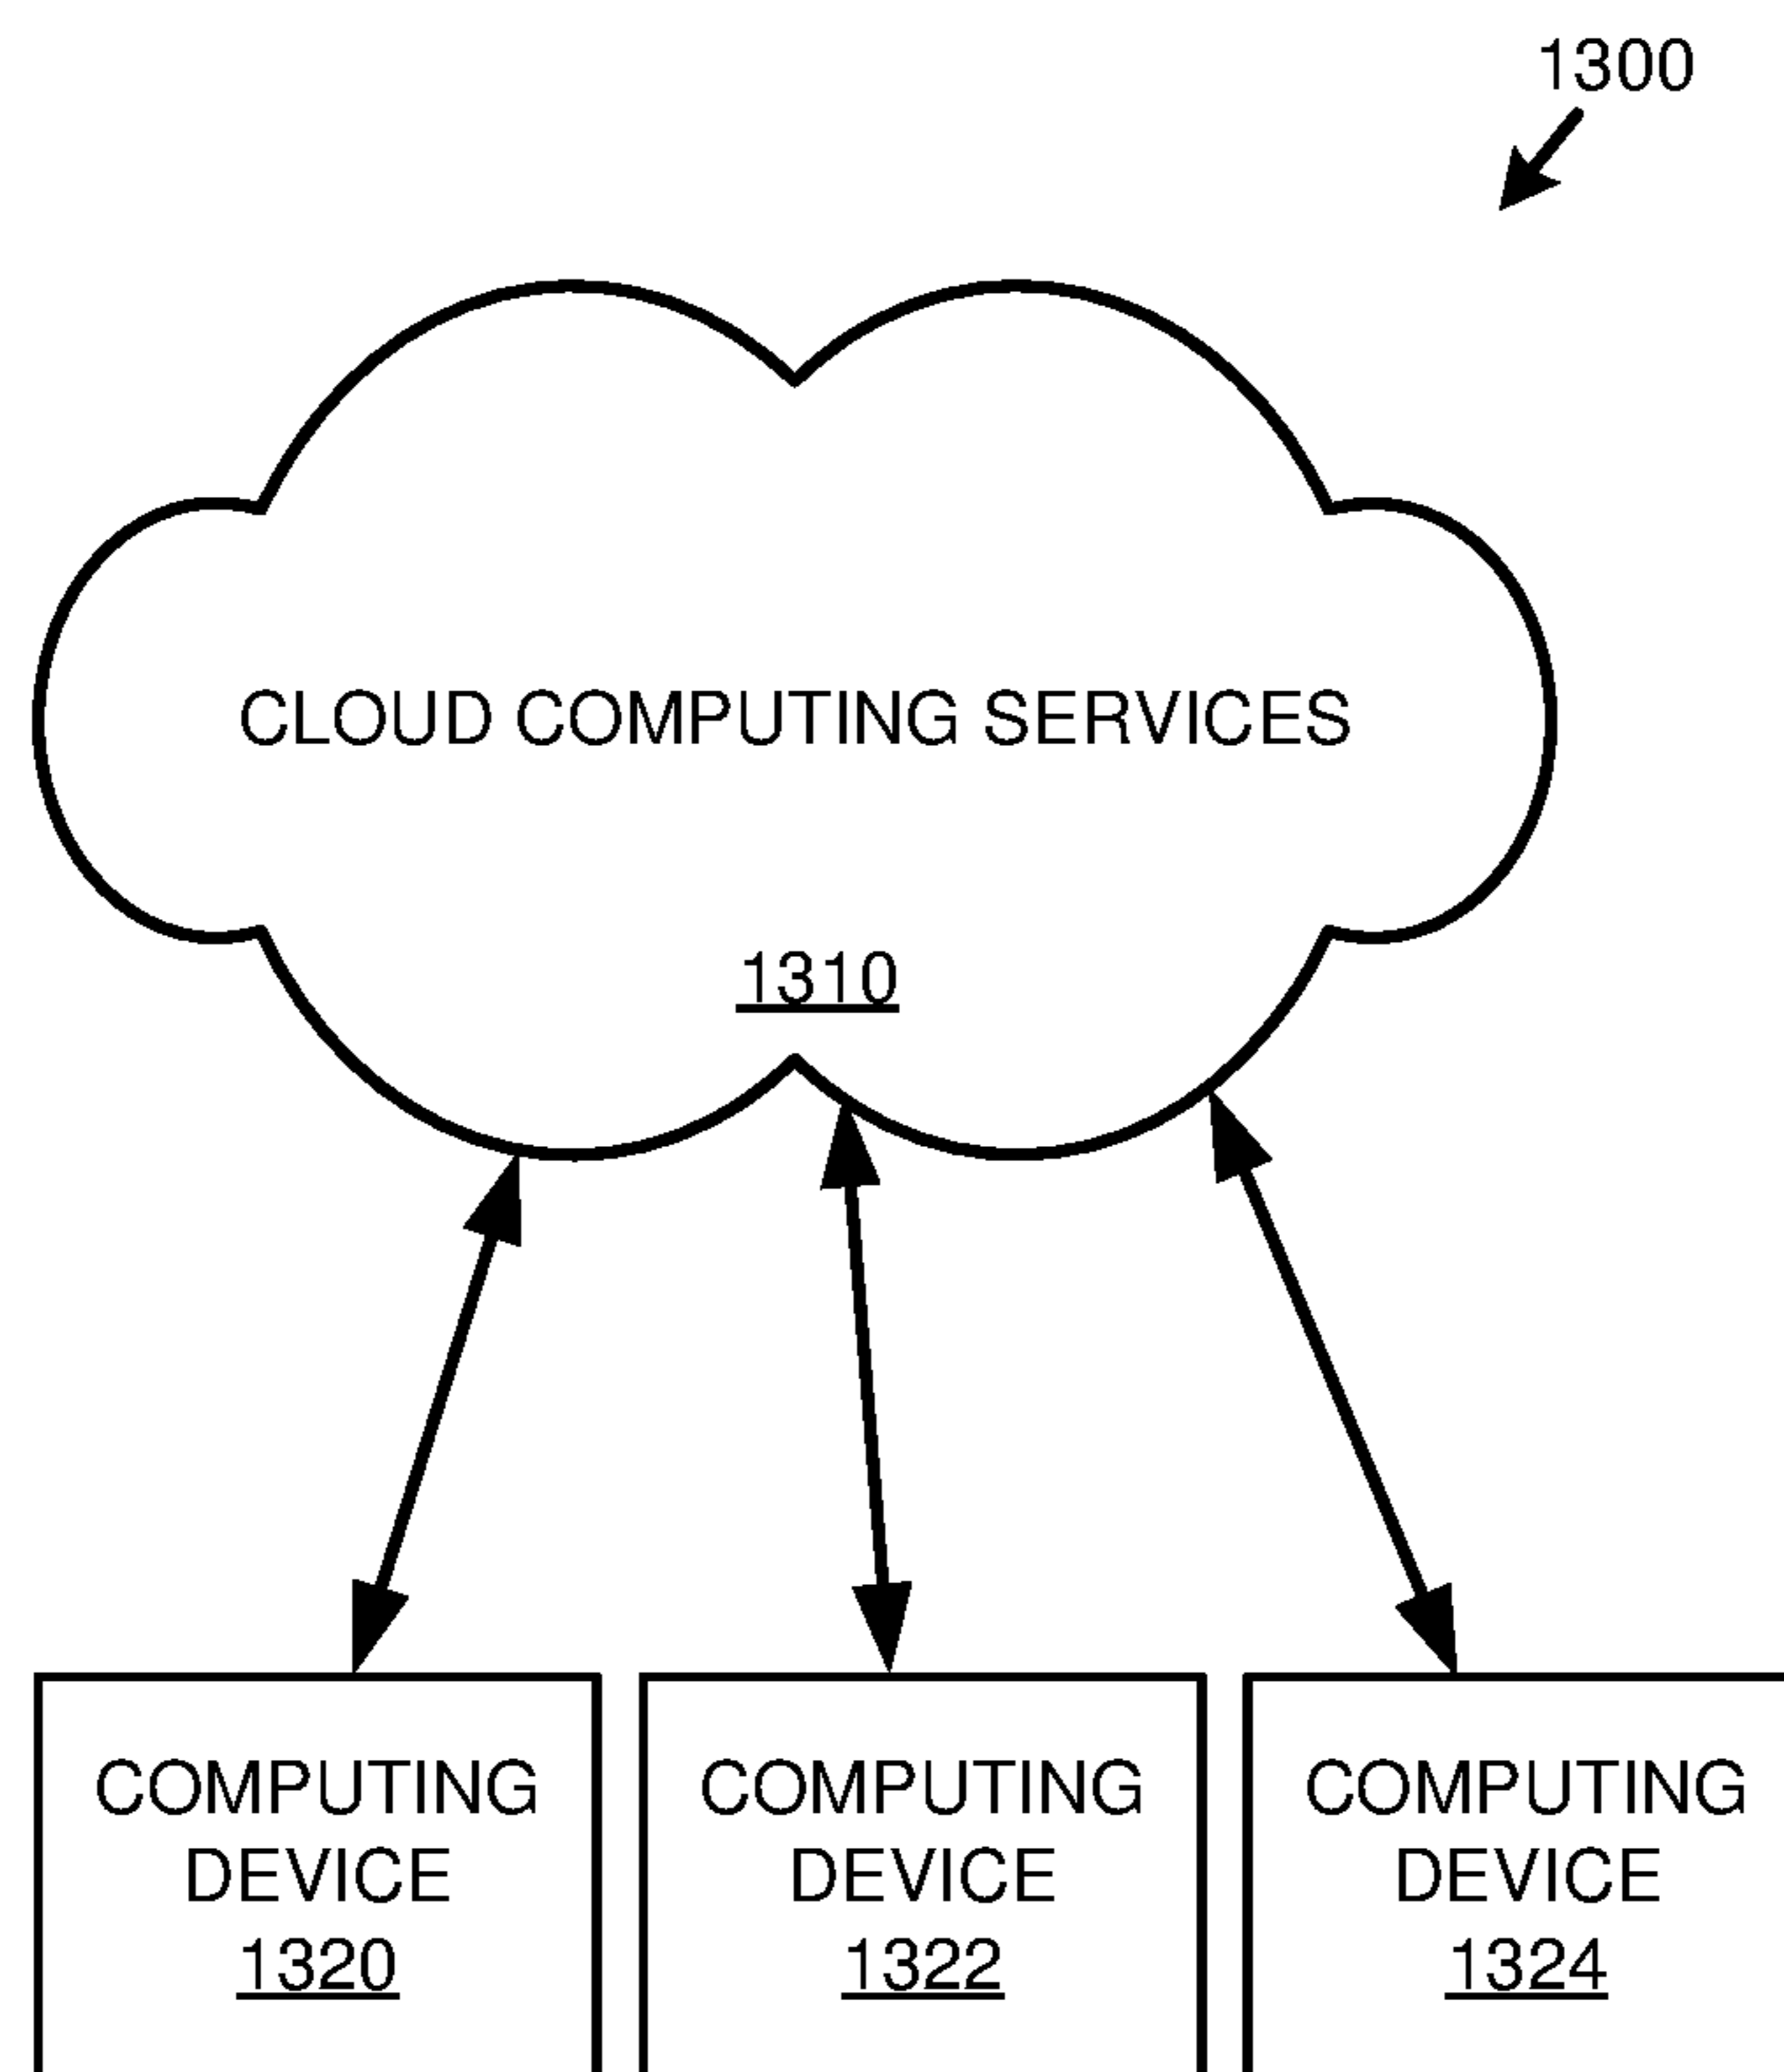 1300
CLOUD COMPUTING SERVICES
1310
COMPUTING
DEVICE
1320
COMPUTING
DEVICE
1322
COMPUTING
DEVICE
1324